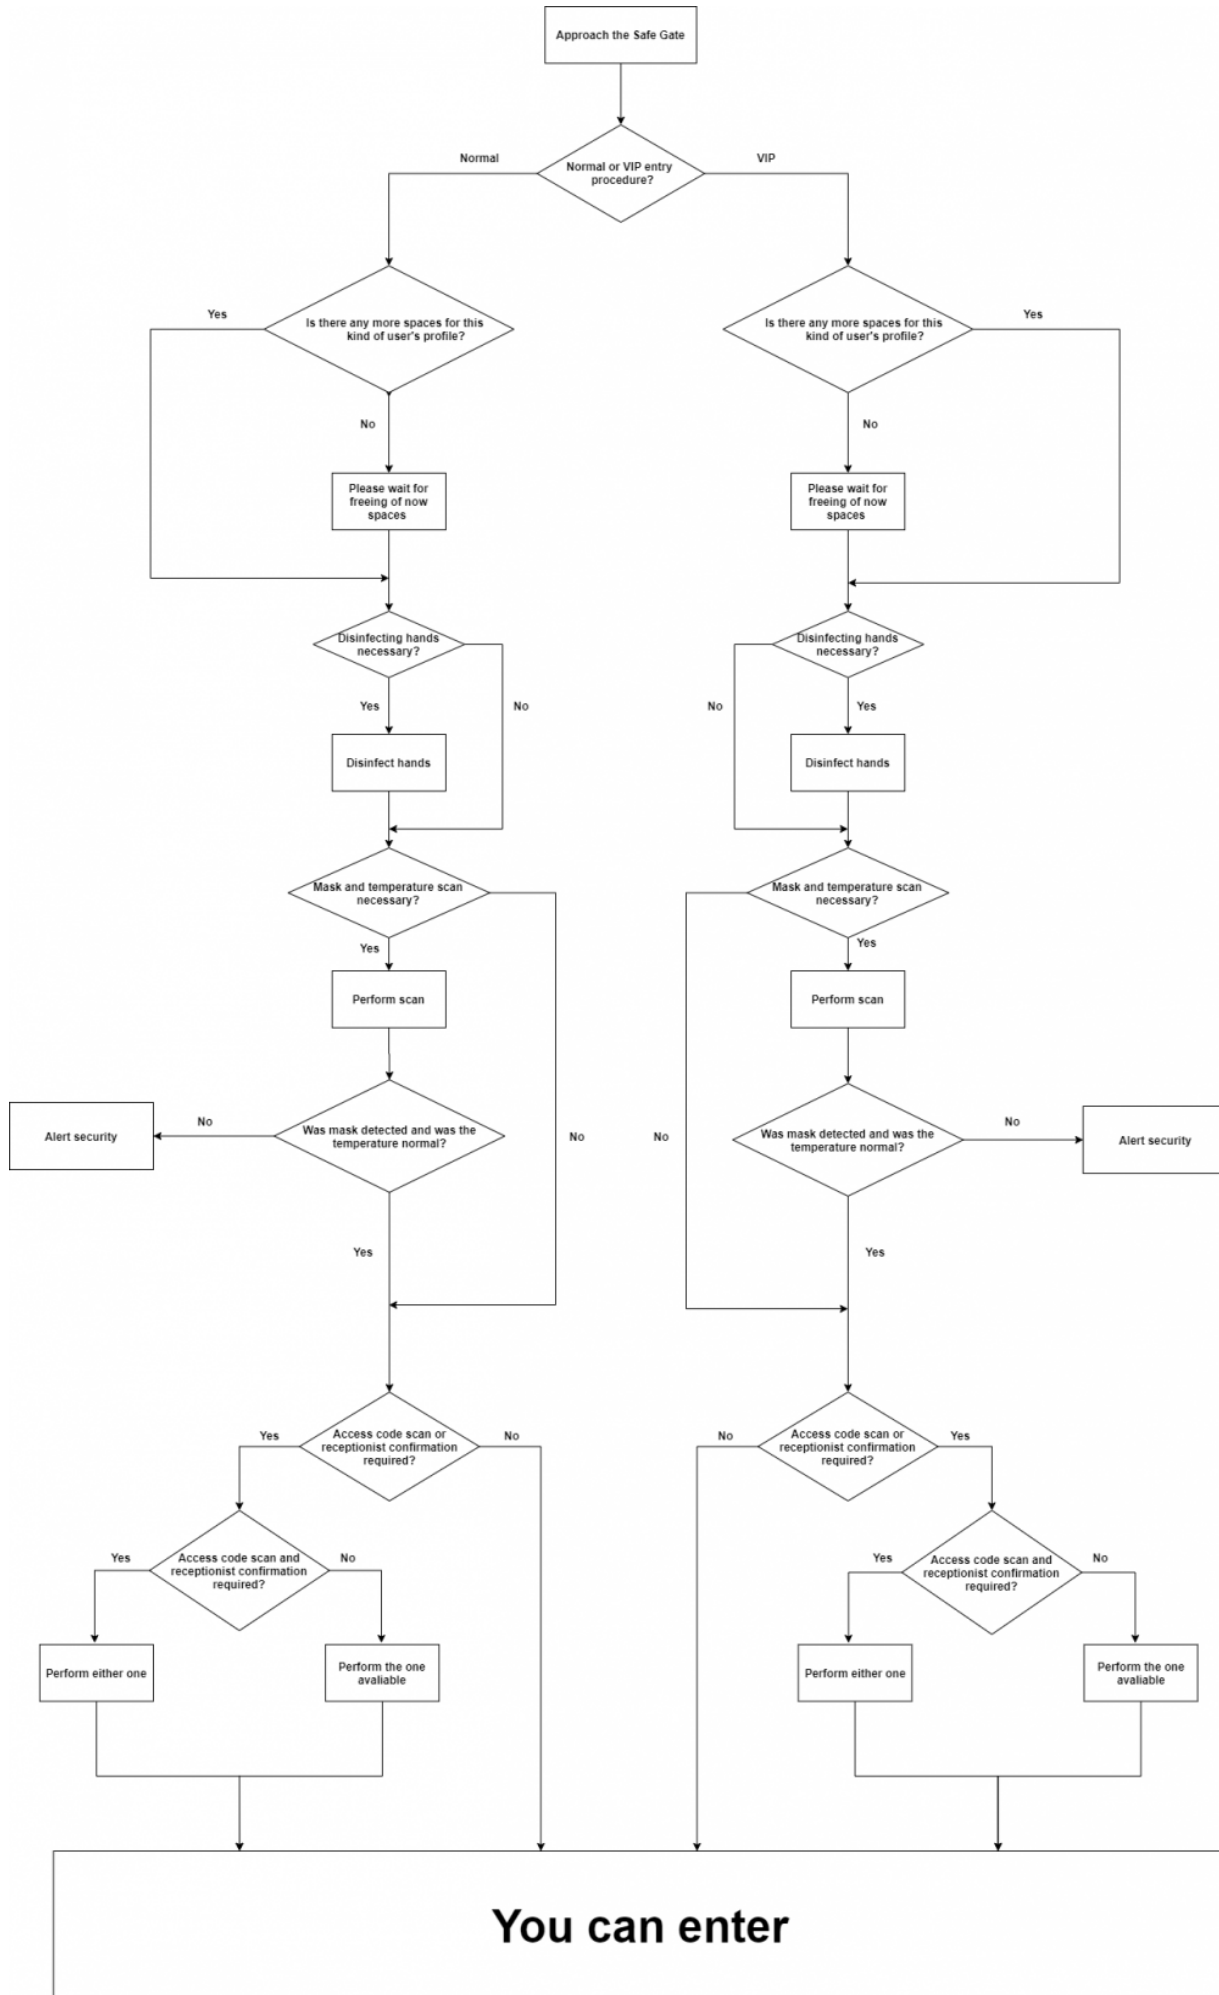 Approach the Safe Gate
Normal
VIP
Normal or VIP entry
procedure?
Yes
Is there any more spaces for this
kind of user's profile?
Is there any more spaces for this
kind of user's profile?
Yes
No
No
Please wait for
freeing of now
spaces
Please wait for
freeing of now
spaces
Disinfecting hands
necessary?
Disinfecting hands
necessary?
Yes
No
No
Yes
Disinfect hands
Disinfect hands
Mask and temperature scan
necessary?
Mask and temperature scan
necessary?
Yes
Yes
Perform scan
Perform scan
Alert security
No
Was mask detected and was the
temperature normal?
No
No
Was mask detected and was the
temperature normal?
No
Alert security
Yes
Yes
Yes
Access code scan or
receptionist confirmation
required?
No
No
Access code scan or
receptionist confirmation
required?
Yes
Yes
Access code scan and
receptionist confirmation
required?
No
Yes
Access code scan and
receptionist confirmation
required?
No
Perform either one
Perform the one
avaliable
Perform either one
Perform the one
avaliable
You can enter